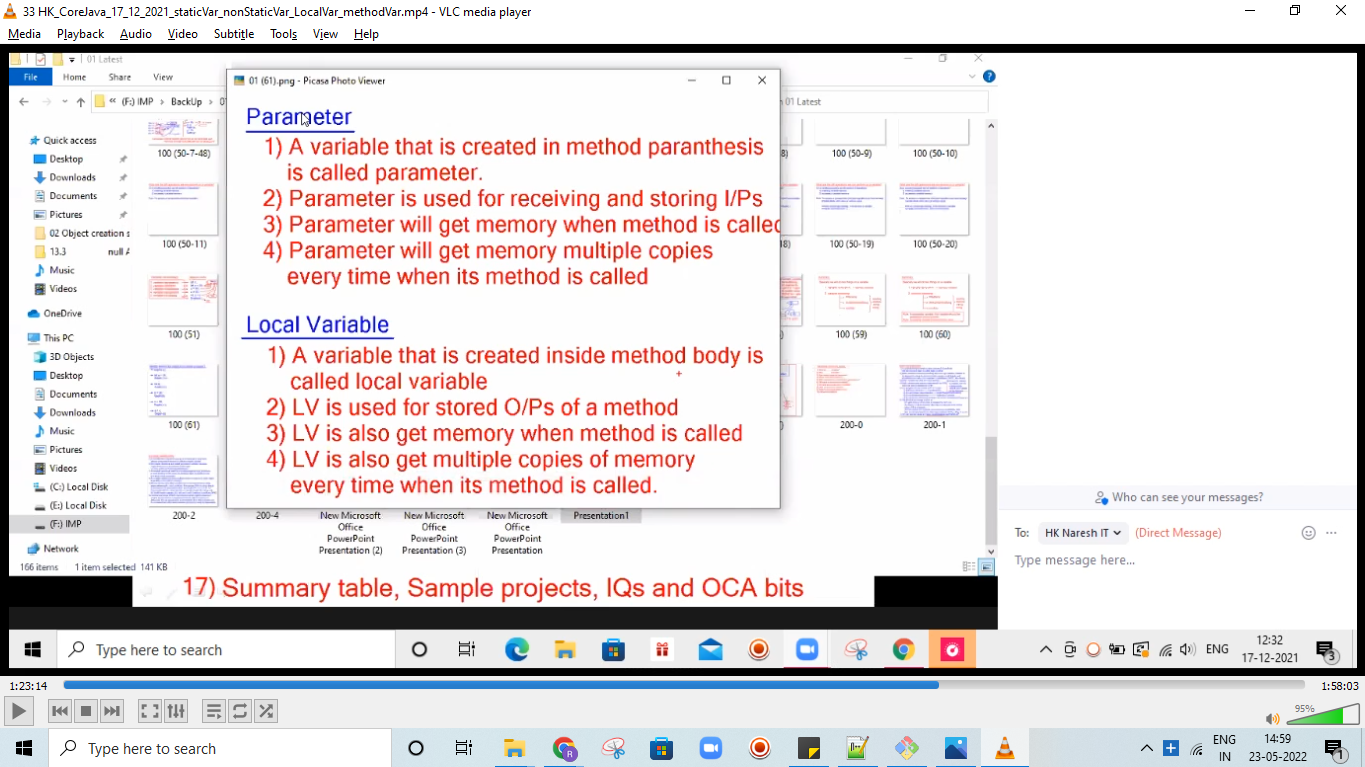 33 HK_CoreJava_17_12_2021_staticVar_nonStaticVar_LocalVar_methodVar.mp4 - VLC media player
Media Playback Audio Video Subtitle Tools View Help
01 Latest
File Home Share View
01 (61).png - Picasa Photo Viewer
« (F:) IMP > BackUp > 01 Latest
Quick access
Desktop
Downloads
Documents
Pictures
02 Object creation s
13.3 null A
Music
Videos
OneDrive
This PC
3D Objects
Desktop
Documents
Downloads
Music
Pictures
Videos
(C:) Local Disk
(E:) Local Disk
(F:) IMP
Network
166 items 1 item selected 141 KB
100 (50-7-48)
100 (50-11)
100 (51)
100 (61)
200-2
Parameter
1) A variable that is created in method paranthesis
is called parameter.
2) Parameter is used for receiving and storing I/Ps
3) Parameter will get memory when method is called
4) Parameter will get memory multiple copies
every time when its method is called
Local Variable
1) A variable that is created inside method body is
called local variable
2) LV is used for stored O/Ps of a method
3) LV is also get memory when method is called
4) LV is also get multiple copies of memory
every time when its method is called.
100 (50-9) 100 (50-10)
100 (50-19) 100 (50-20)
100 (59) 100 (60)
200-0 200-1
200-4
New Microsoft
Office
PowerPoint
Presentation (2)
New Microsoft
Office
PowerPoint
Presentation (3)
New Microsoft
Office
PowerPoint
Presentation
Presentation1
17) Summary table, Sample projects, IQs and OCA bits
Who can see your messages?
To: HK Naresh IT (Direct Message)
Type message here...
Type here to search
ENG
12:32
17-12-2021
3
1:23:14
1:58:03
95%
Type here to search
ENG
IN
14:59
23-05-2022
1